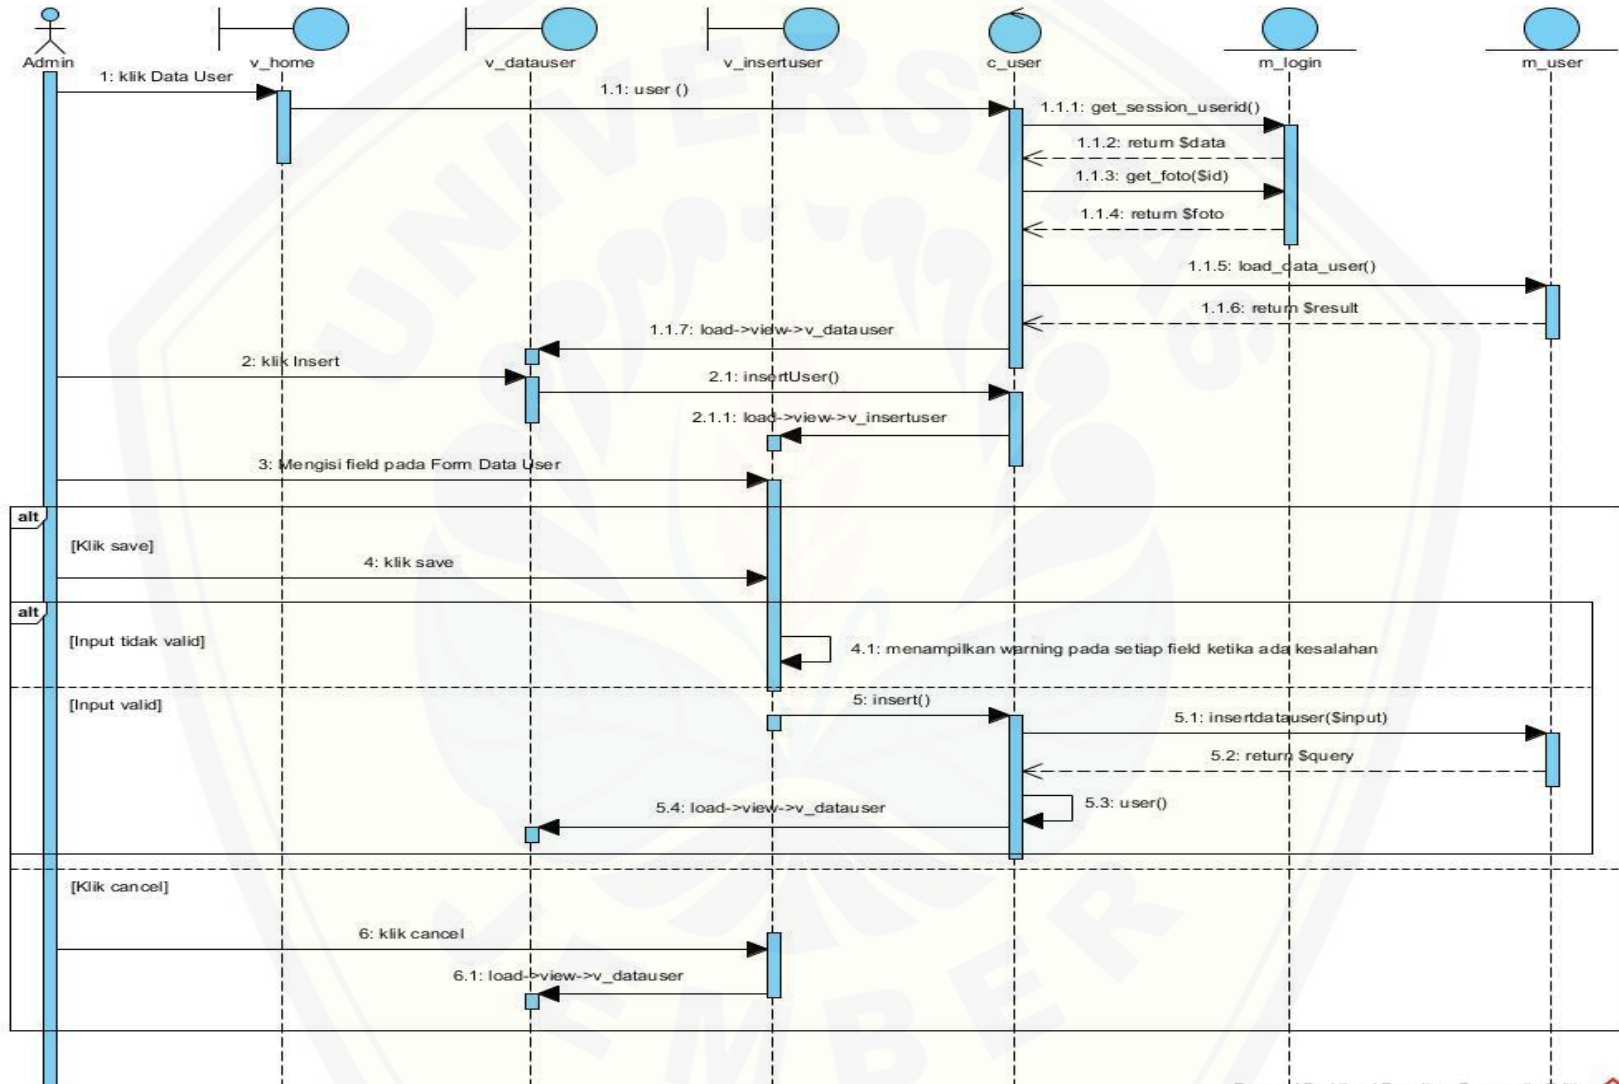 Admin
v_home
v_datauser
v_insertuser
c_user
m_login
m_user
1: klik Data User
1.1: user ()
1.1.1: get_session_userid()
1.1.2: return $data
1.1.3: get_foto($id)
1.1.4: return $foto
1.1.5: load_data_user()
1.1.6: return $result
1.1.7: load->view->v_datauser
2: klik Insert
2.1: insertUser()
2.1.1: load->view->v_insertuser
3: Mengisi field pada Form Data User
alt
[Klik save]
4: klik save
alt
[Input tidak valid]
4.1: menampilkan warning pada setiap field ketika ada kesalahan
[Input valid]
5: insert()
5.1: insertdatauser($input)
5.2: return $query
5.3: user()
5.4: load->view->v_datauser
[Klik cancel]
6: klik cancel
6.1: load->view->v_datauser
UNIVERSITAS
JEMBER